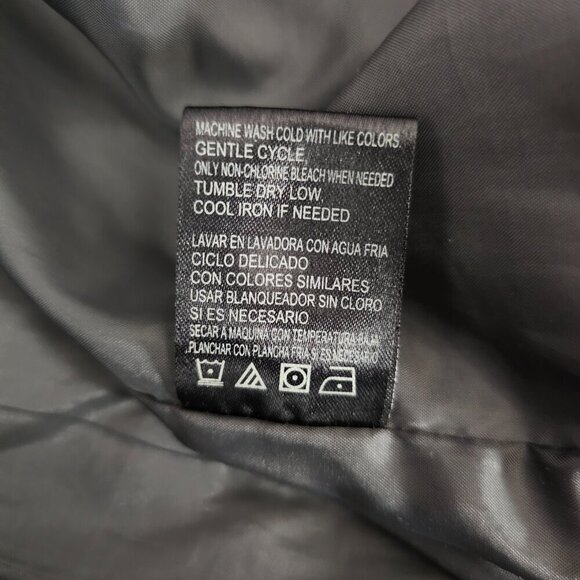 MACHINE WASH COLD WITH LIKE COLORS.
GENTLE CYCLE
ONLY NON-CHLORINE BLEACH WHEN NEEDED
TUMBLE DRY LOW
COOL IRON IF NEEDED
LAVAR EN LAVADORA CON AGUA FRIA
CICLO DELICADO
CON COLORES SIMILARES
USAR BLANQUEADOR SIN CLORO
SI ES NECESARIO
SECAR A MAQUINA CON TEMPERATURA BAJA
.PLANCHAR CON PLANCHA FRIA SI ES NECESARIO